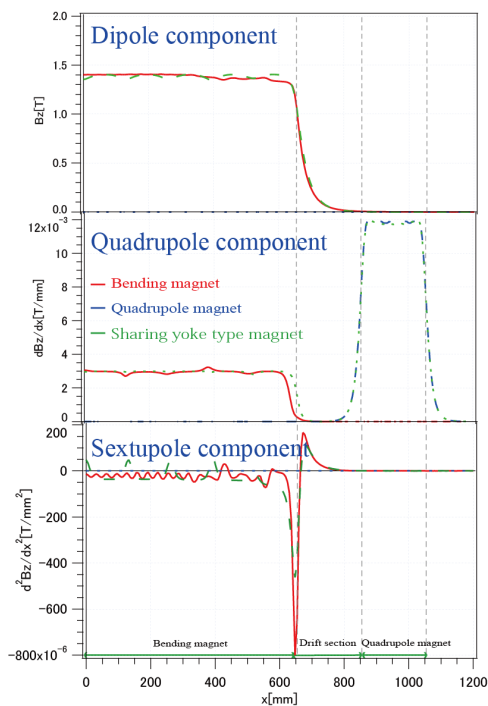 2.0
Dipole component
1.5
Bz[T]
1.0
0.5
0.0
12x10⁻³
Quadrupole component
10
Bending magnet
8
Quadrupole magnet
dBz/dx[T/mm]
6
Sharing yoke type magnet
4
2
0
200
Sextupole component
0
-200
d²Bz/dx²[T/mm²]
-400
-600
Bending magnet Drift section Quadrupole magnet
-800x10⁻⁶
0 200 400 600 800 1000 1200
x[mm]